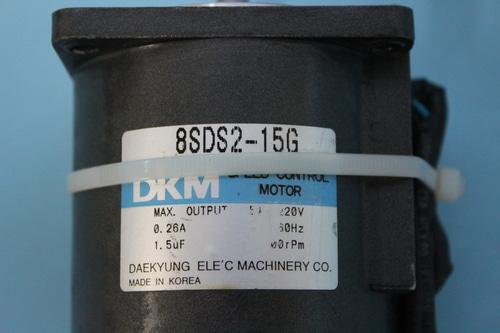 8SDS2-15G
DKM CONTROL
MOTOR
MAX. OUTPUT 220V
0.26A 60Hz
1.5uF
DAEKYUNG ELE'C MACHINERY CO.
MADE IN KOREA